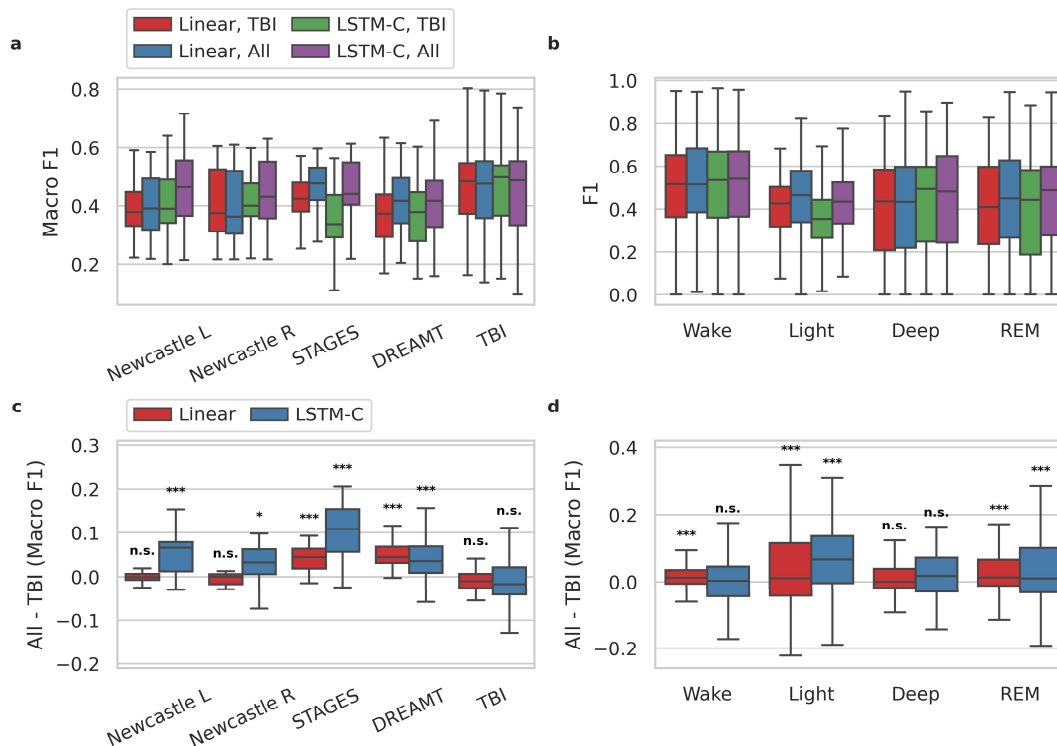 Linear, TBI
LSTM-C, TBI
Linear, All
LSTM-C, All
a
b
Macro F1
0.8
0.6
0.4
0.2
Newcastle L
Newcastle R
STAGES
DREAMT
TBI
F1
1.0
0.8
0.6
0.4
0.2
0.0
Wake
Light
Deep
REM
c
Linear
LSTM-C
d
All - TBI (Macro F1)
0.3
0.2
0.1
0.0
−0.1
−0.2
n.s.
***
n.s.
*
***
***
***
***
n.s.
n.s.
Newcastle L
Newcastle R
STAGES
DREAMT
TBI
All - TBI (Macro F1)
0.4
0.2
0.0
−0.2
***
n.s.
***
***
n.s.
n.s.
***
***
Wake
Light
Deep
REM